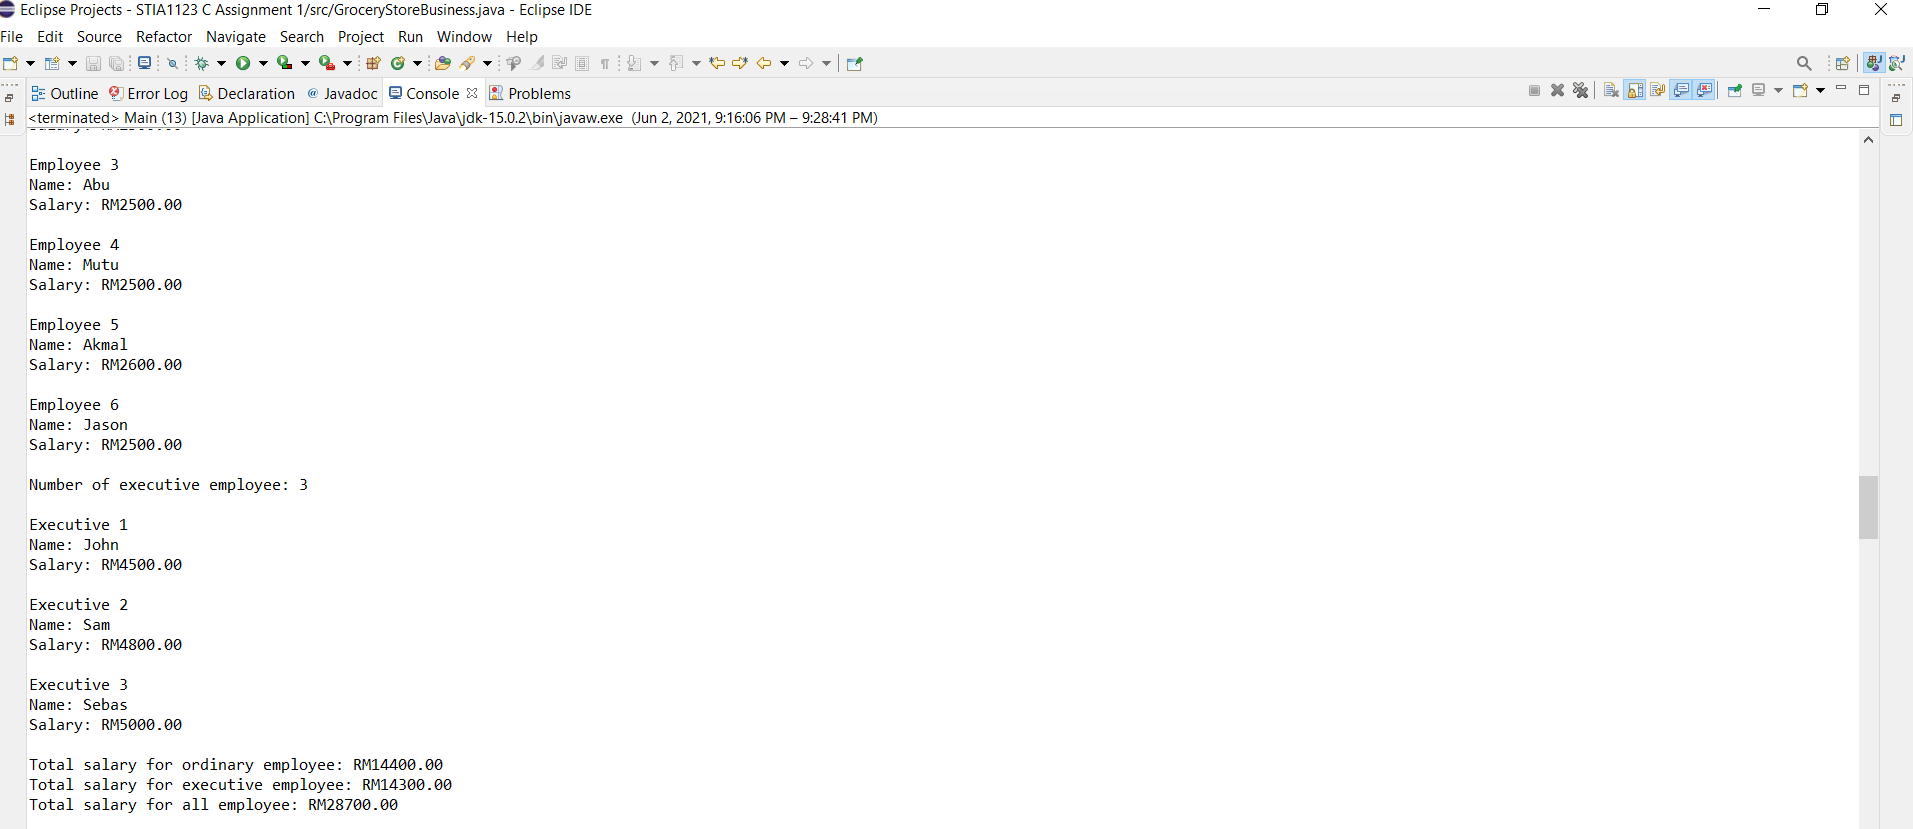 Eclipse Projects - STIA1123 C Assignment 1/src/GroceryStoreBusiness.java - Eclipse IDE
File Edit Source Refactor Navigate Search Project Run Window Help
Outline Error Log Declaration @ Javadoc Console Problems
<terminated> Main (13) [Java Application] C:\Program Files\Java\jdk-15.0.2\bin\javaw.exe (Jun 2, 2021, 9:16:06 PM – 9:28:41 PM)
Employee 3
Name: Abu
Salary: RM2500.00
Employee 4
Name: Mutu
Salary: RM2500.00
Employee 5
Name: Akmal
Salary: RM2600.00
Employee 6
Name: Jason
Salary: RM2500.00
Number of executive employee: 3
Executive 1
Name: John
Salary: RM4500.00
Executive 2
Name: Sam
Salary: RM4800.00
Executive 3
Name: Sebas
Salary: RM5000.00
Total salary for ordinary employee: RM14400.00
Total salary for executive employee: RM14300.00
Total salary for all employee: RM28700.00